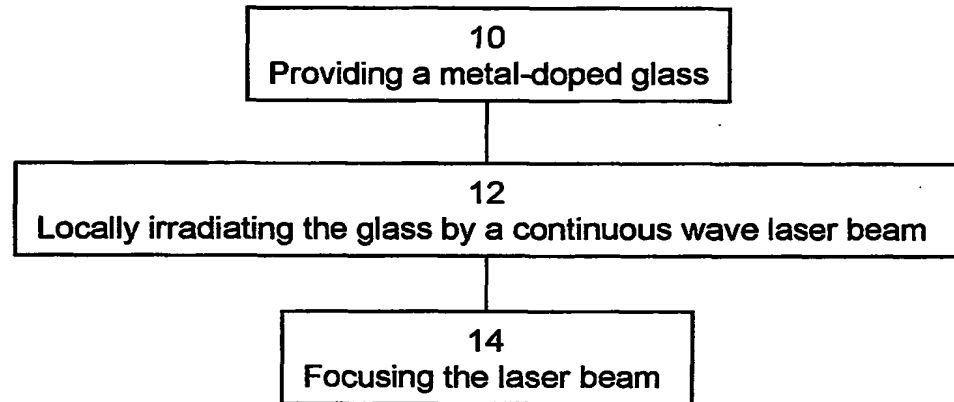 10
Providing a metal-doped glass
12
Locally irradiating the glass by a continuous wave laser beam
14
Focusing the laser beam